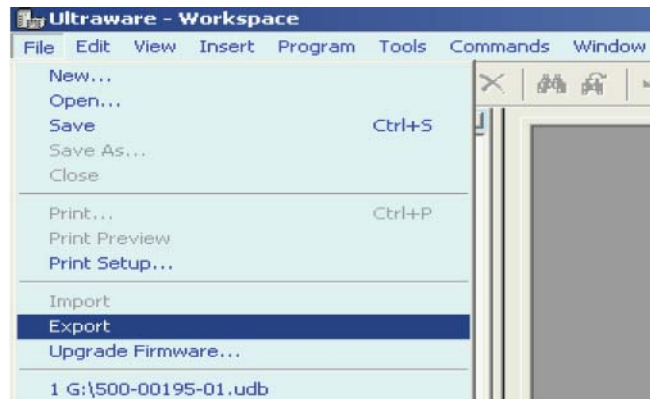 Ultraware - Workspace
File Edit View Insert Program Tools Commands Window
New...
Open...
Save Ctrl+S
Save As...
Close
Print... Ctrl+P
Print Preview
Print Setup...
Import
Export
Upgrade Firmware...
1 G:\500-00195-01.udb